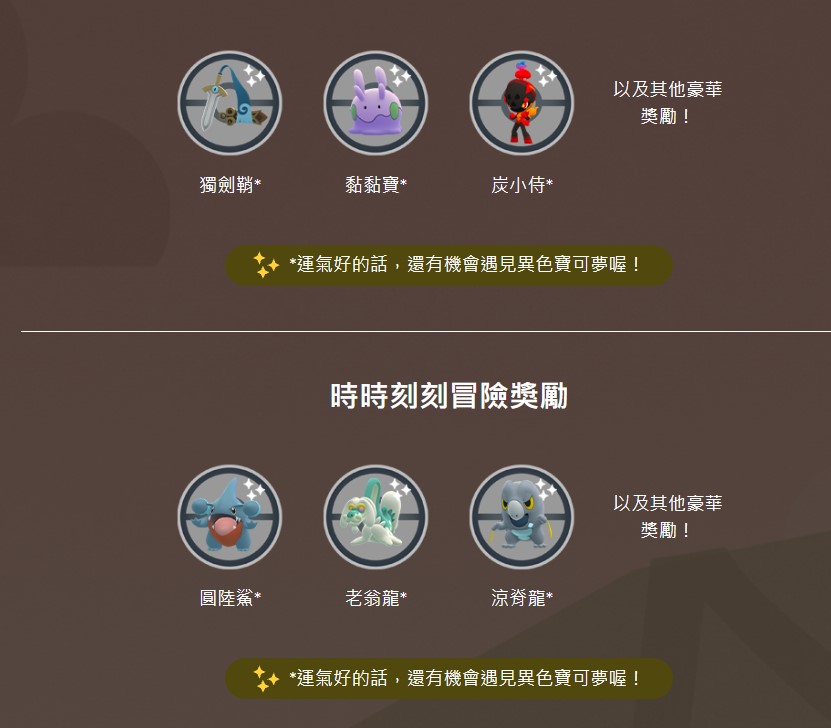 以及其他豪華
獎勵！
獨劍鞘*
黏黏寶*
炭小侍*
*運氣好的話，還有機會遇見異色寶可夢喔！
時時刻刻冒險獎勵
以及其他豪華
獎勵！
圓陸鯊*
老翁龍*
涼脊龍*
*運氣好的話，還有機會遇見異色寶可夢喔！